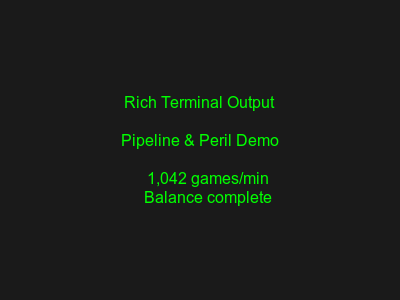 Rich Terminal Output
Pipeline & Peril Demo
1,042 games/min
Balance complete